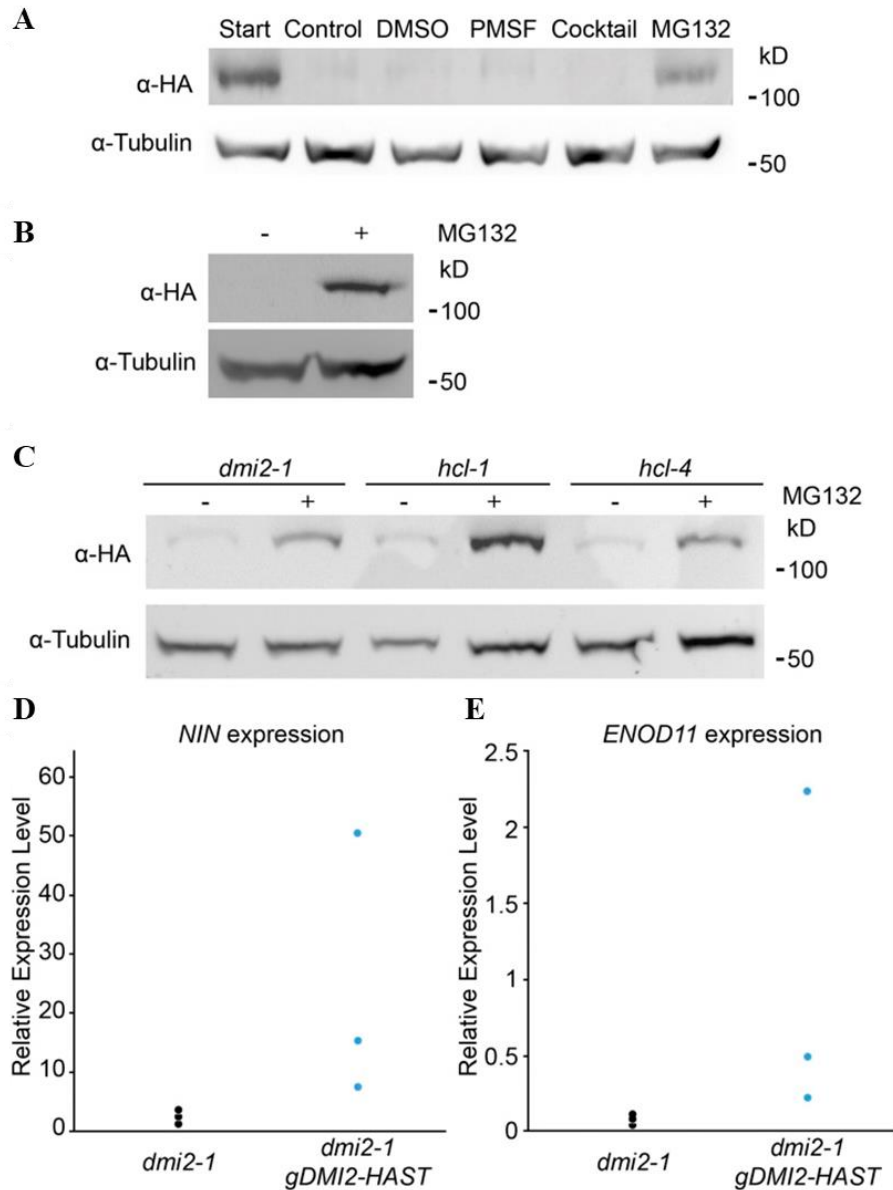 A
Start Control DMSO PMSF Cocktail MG132
kD
α-HA
-100
α-Tubulin
-50
B
- + MG132
kD
α-HA
-100
α-Tubulin
-50
C
dmi2-1 hcl-1 hcl-4
- + - + - + MG132
kD
α-HA
-100
α-Tubulin
-50
D
NIN expression
Relative Expression Level
60
50
40
30
20
10
0
dmi2-1
dmi2-1
gDMI2-HAST
E
ENOD11 expression
Relative Expression Level
2.5
2
1.5
1
0.5
0
dmi2-1
dmi2-1
gDMI2-HAST